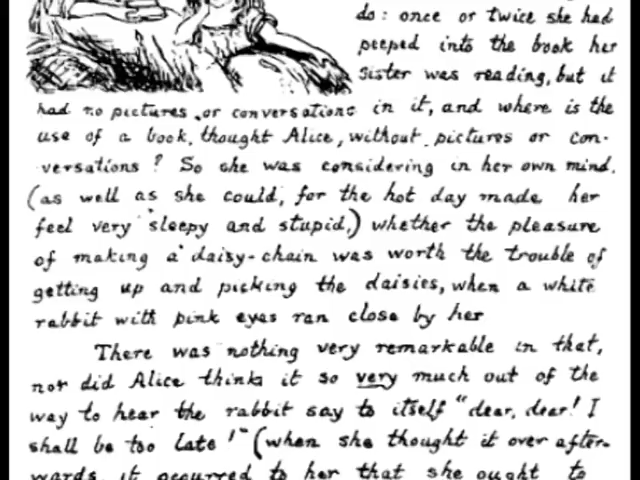 do: once or twice she had
peeped into the book her
sister was reading, but it
had no pictures or conversations in it, and where is the
use of a book, thought Alice, without pictures or con-
versations? So she was considering in her own mind,
(as well as she could, for the hot day made her
feel very sleepy and stupid,) whether the pleasure
of making a daisy-chain was worth the trouble of
getting up and picking the daisies, when a white
rabbit with pink eyes ran close by her
There was nothing very remarkable in that,
nor did Alice think it so very much out of the
way to hear the rabbit say to itself "dear, dear! I
shall be too late!" (when she thought it over after-
wards, it occurred to her that she ought to